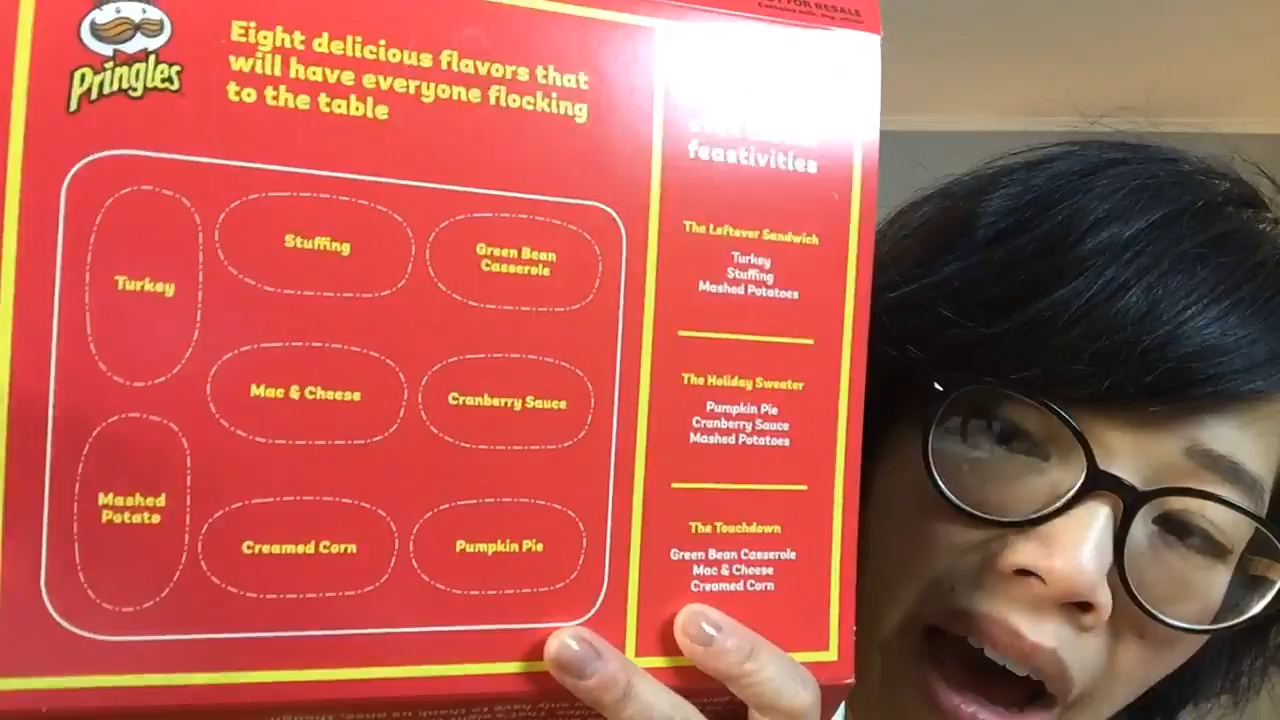 Pringles
Eight delicious flavors that
will have everyone flocking
to the table
Turkey
Stuffing
Green Bean
Casserole
Mac & Cheese
Cranberry Sauce
Mashed
Potato
Creamed Corn
Pumpkin Pie
FOR RESALE
feastivities
The Leftover Sandwich
Turkey
Stuffing
Mashed Potatoes
The Holiday Sweater
Pumpkin Pie
Cranberry Sauce
Mashed Potatoes
The Touchdown
Green Bean Casserole
Mac & Cheese
Creamed Corn